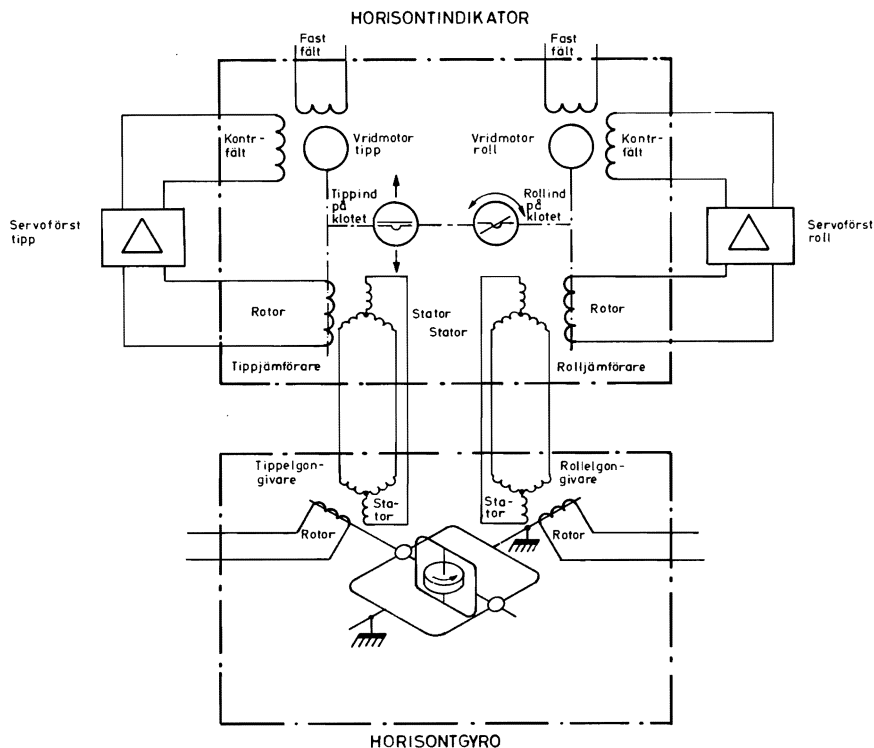 HORISONTINDIKATOR
Fast
fält
Fast
fält
Kontr-
fält
Vridmotor
tipp
Vridmotor
roll
Kontr-
fält
Tippind
på
klotet
Rollind
på
klotet
Servoförst
tipp
Servoförst
roll
Rotor
Stator
Stator
Rotor
Tippjämförare
Rolljämförare
Tippelgon-
givare
Rollelgon-
givare
Sta-
tor
Sta-
tor
Rotor
Rotor
HORISONTGYRO